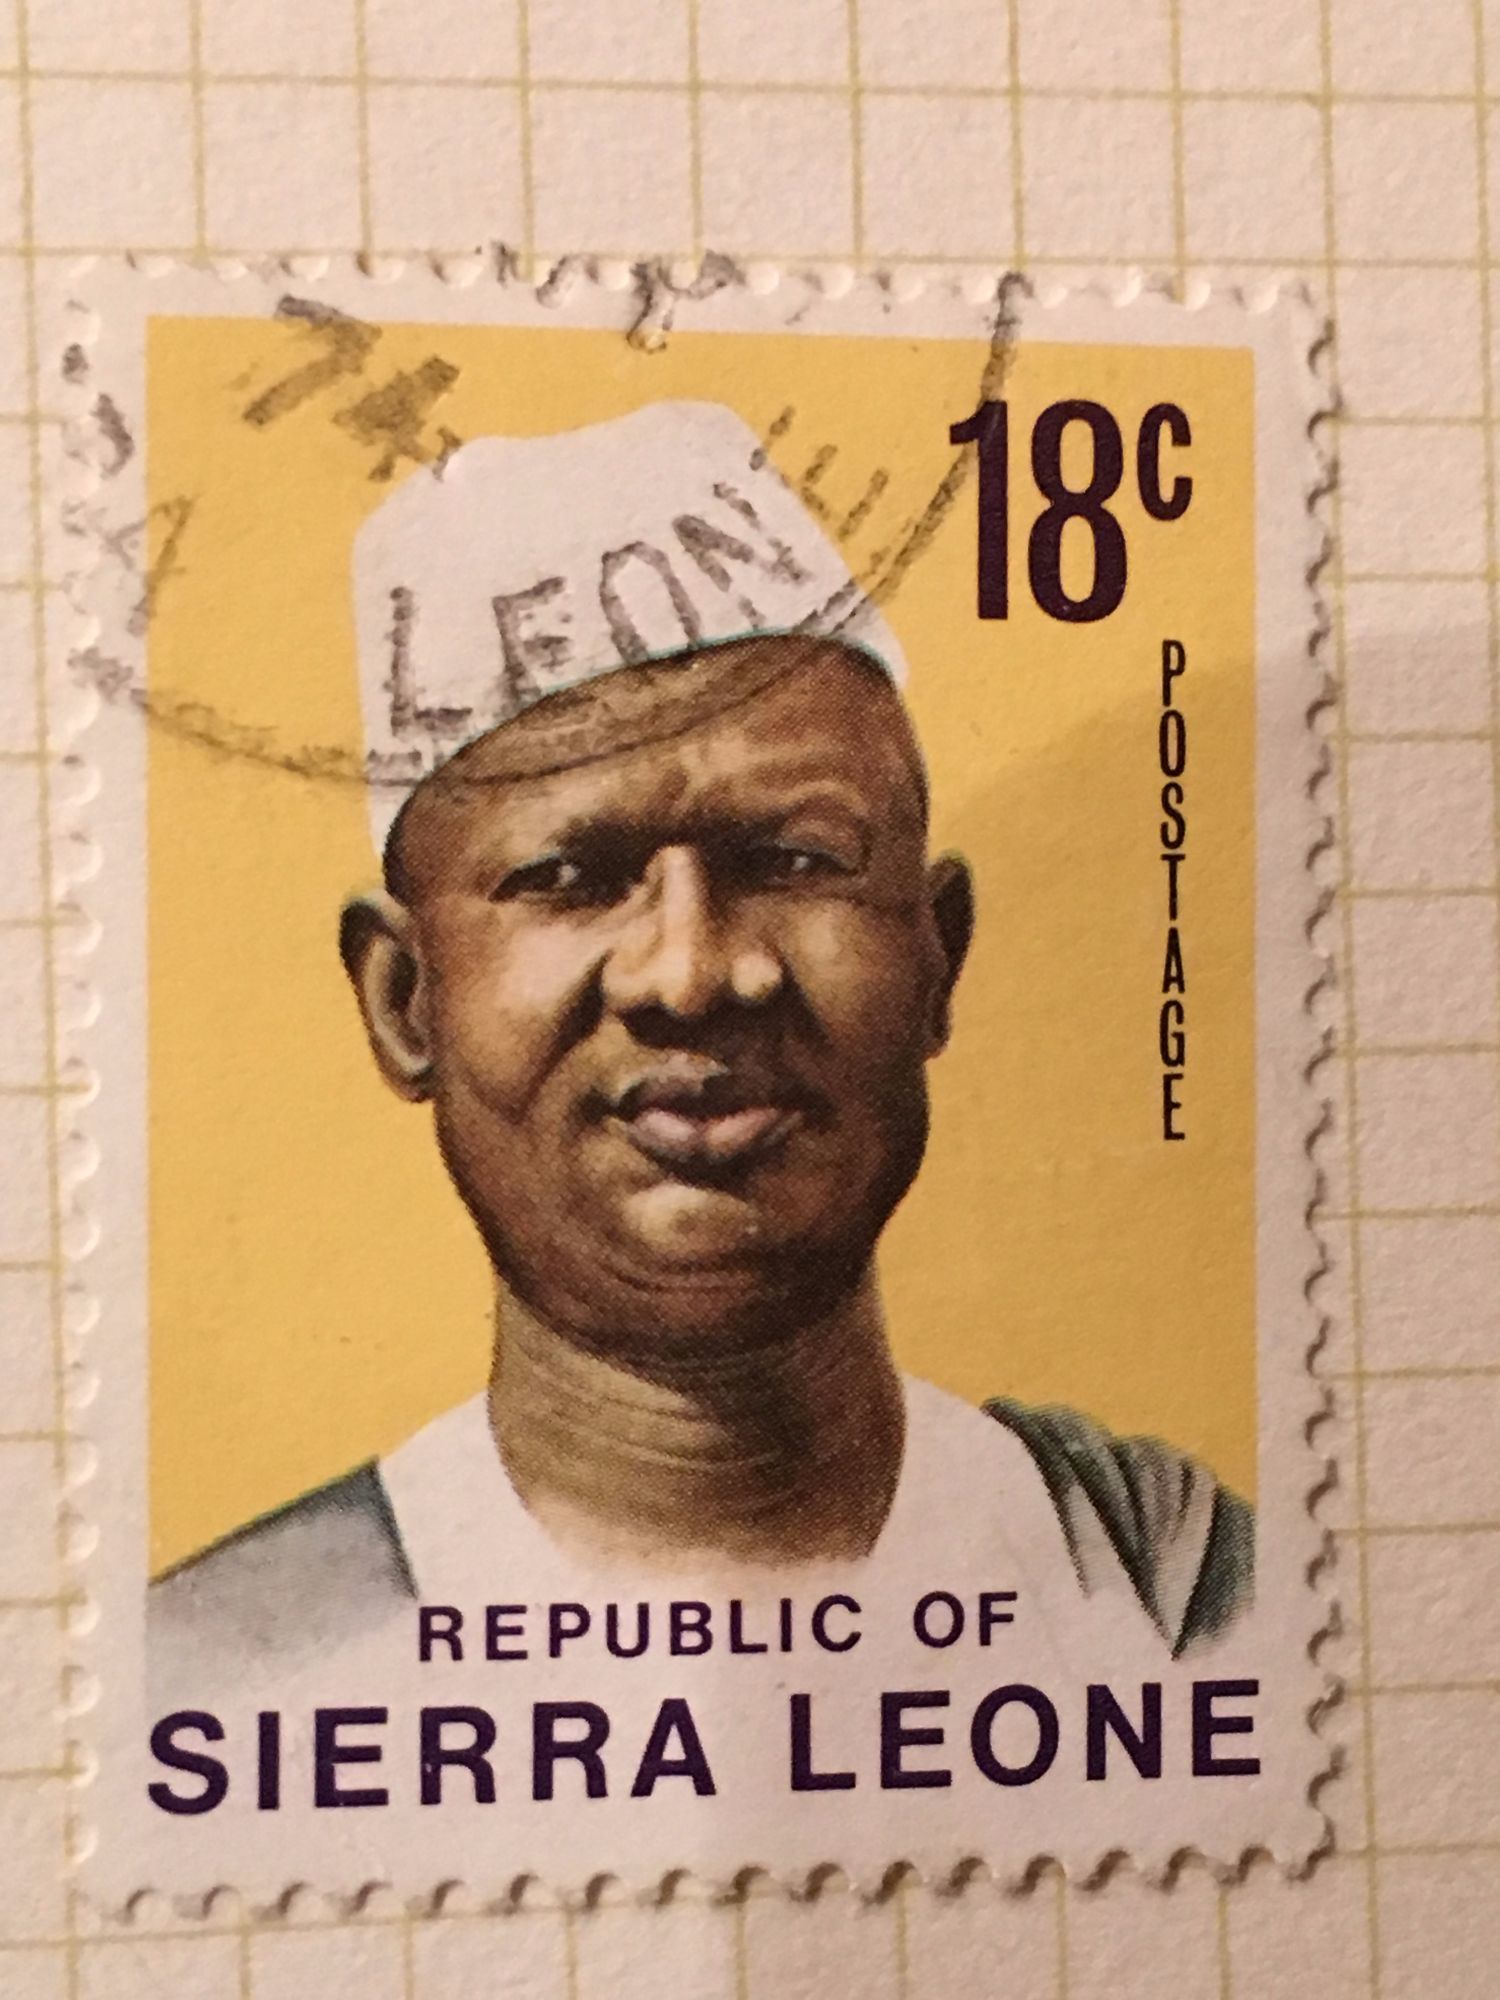 74
LEONE
18c
POSTAGE
REPUBLIC OF
SIERRA LEONE